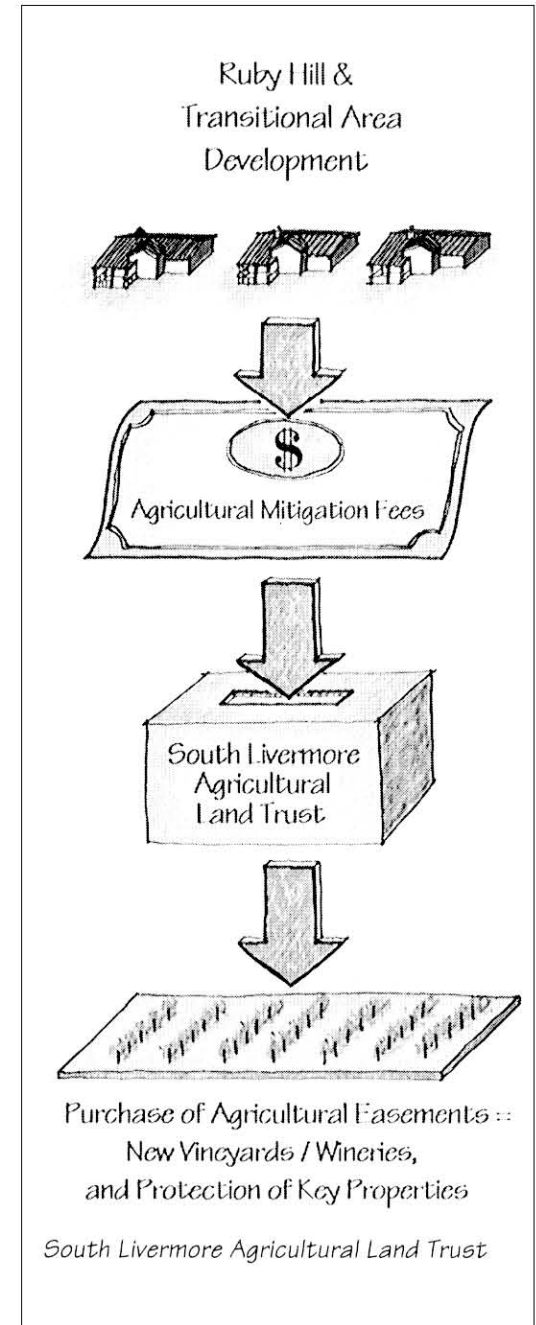 Ruby Hill &
Transitional Area
Development
$
Agricultural Mitigation Fees
South Livermore
Agricultural
Land Trust
Purchase of Agricultural Easements =
New Vineyards / Wineries,
and Protection of Key Properties
South Livermore Agricultural Land Trust